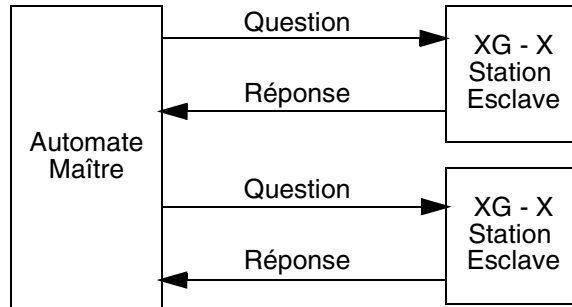 Question
XG - X
Station
Esclave
Réponse
Automate
Maître
Question
XG - X
Station
Esclave
Réponse